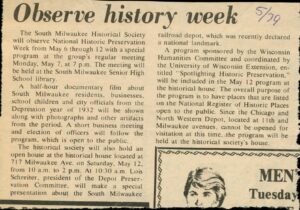 Observe history week
5/79
The South Milwaukee Historical Society
will observe National Historic Preservation
Week from May 6 through 12 with a special
program at the group's regular meeting
Monday, May 7, at 7 p.m. The meeting will
be held at the South Milwaukee Senior High
School library.
A half-hour documentary film about
South Milwaukee residents, businesses,
school children and city officials from the
Depression year of 1932 will be shown
along with photographs and other artifacts
from the period. A short business meeting
and election of officers will follow the
program, which is open to the public.
The historical society will also hold an
open house at the historical house located at
717 Milwaukee Ave. on Saturday, May 12,
from 10 a.m. to 2 p.m. At 10:30 a.m. Lois
Schreiter, president of the Depot Preser-
vation Committee, will make a special
presentation about the South Milwaukee
railroad depot, which was recently declared
a national landmark.
A program sponsored by the Wisconsin
Humanities Committee and coordinated by
the University of Wisconsin Extension, en-
titled "Spotlighting Historic Preservation,"
will be included in the May 12 program at
the historical house. The overall purpose of
the program is to have places that are listed
on the National Register of Historic Places
open to the public. Since the Chicago and
North Western Depot, located at 11th and
Milwaukee avenues, cannot be opened for
visitation at this time, the program will be
held at the historical society's house.
MEN
Tuesday